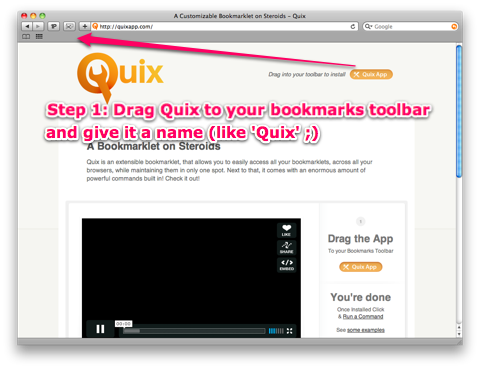 A Customizable Bookmarklet on Steroids - Quix
http://quixapp.com/
Google
Quix
Drag into your toolbar to install
Quix App
Step 1: Drag Quix to your bookmarks toolbar
and give it a name (like 'Quix' ;)
A Bookmarklet on Steroids
Quix is an extensible bookmarklet, that allows you to easily access all your bookmarklets, across all your
browsers, while maintaining them in only one spot. Next to that, it comes with an enormous amount of
powerful commands built in! Check it out!
LIKE
SHARE
EMBED
00:00
1
Drag the App
To your Bookmarks Toolbar
Quix App
You're done
Once Installed Click
& Run a Command
See some examples